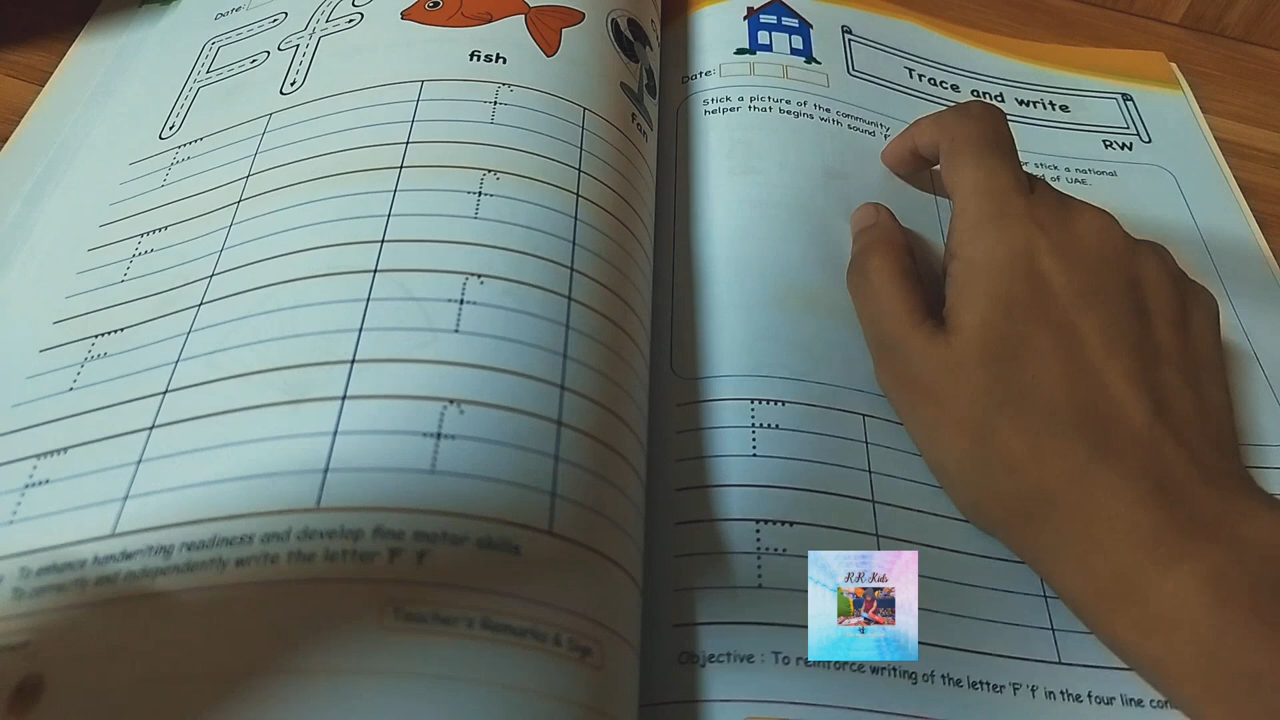 Date:
F f
fish
fan
F
f
F
f
F
f
F
f
To enhance handwriting readiness and develop fine motor skills
To correctly and independently write the letter 'F' 'f'
Teacher's Remarks & Sign
Date:
Trace and write
RW
Stick a picture of the community
helper that begins with sound 'f'
or stick a national
of UAE.
F
F
RR Kids
Objective : To reinforce writing of the letter 'F' 'f' in the four line